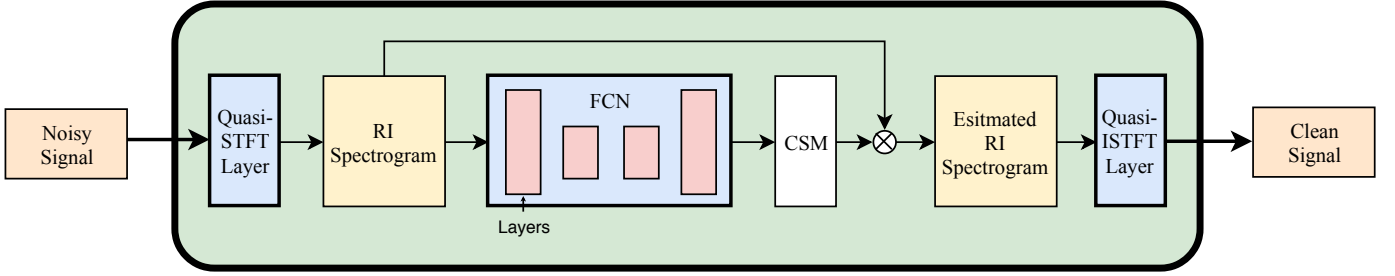 Noisy
Signal
Quasi-
STFT
Layer
RI
Spectrogram
FCN
Layers
CSM
Esitmated
RI
Spectrogram
Quasi-
ISTFT
Layer
Clean
Signal